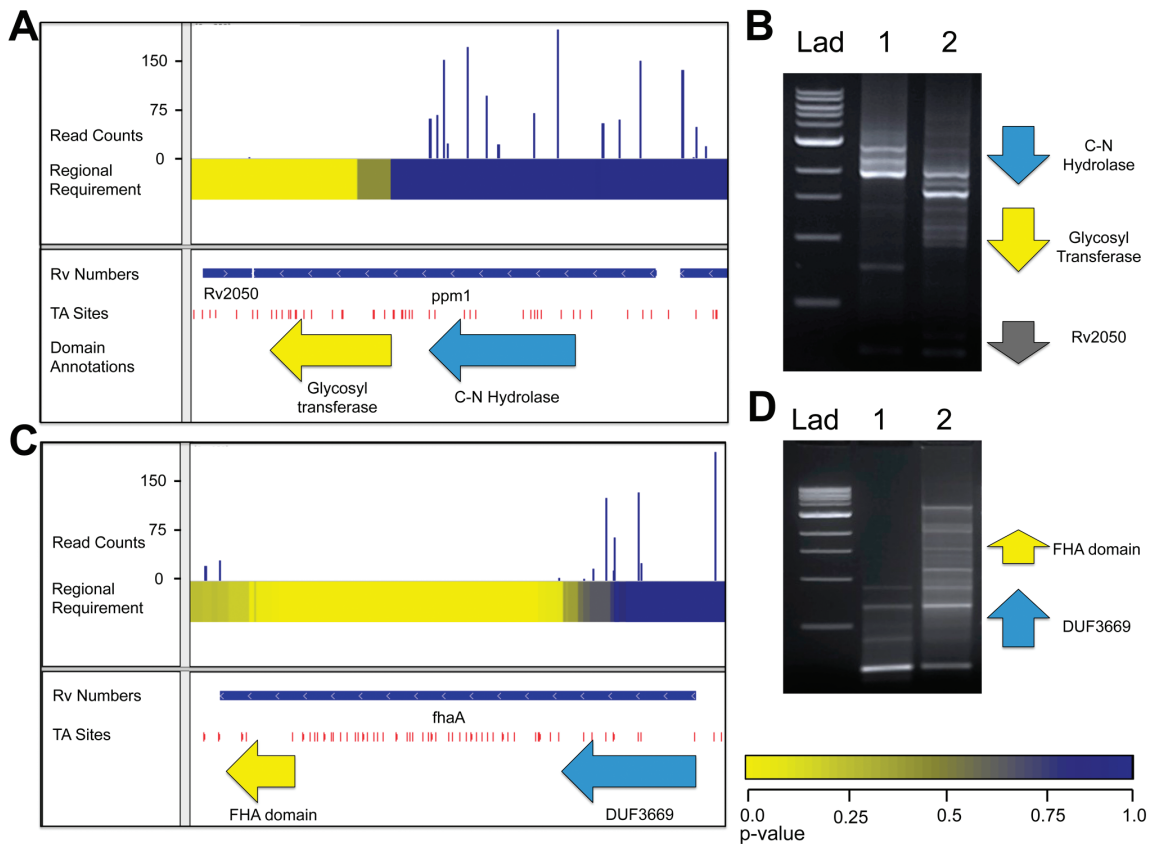 A
150
75
0
Read Counts
Regional
Requirement
Rv Numbers
Rv2050
ppm1
TA Sites
Domain
Annotations
Glycosyl
transferase
C-N Hydrolase
B
Lad 1 2
C-N
Hydrolase
Glycosyl
Transferase
Rv2050
C
150
75
0
Read Counts
Regional
Requirement
Rv Numbers
fhaA
TA Sites
FHA domain
DUF3669
D
Lad 1 2
FHA domain
DUF3669
0.0 0.25 0.5 0.75 1.0
p-value